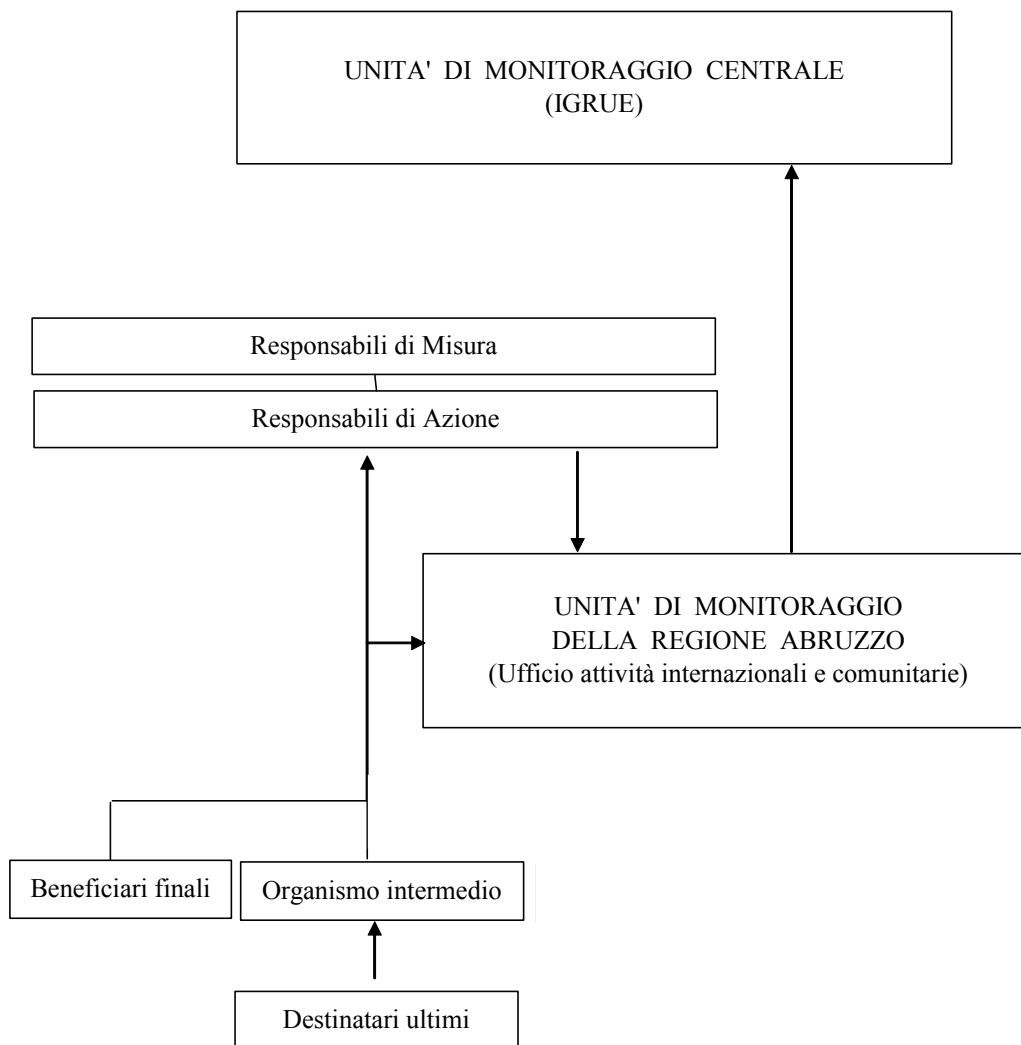 UNITA' DI MONITORAGGIO CENTRALE
(IGRUE)
Responsabili di Misura
Responsabili di Azione
UNITA' DI MONITORAGGIO
DELLA REGIONE ABRUZZO
(Ufficio attività internazionali e comunitarie)
Beneficiari finali
Organismo intermedio
Destinatari ultimi